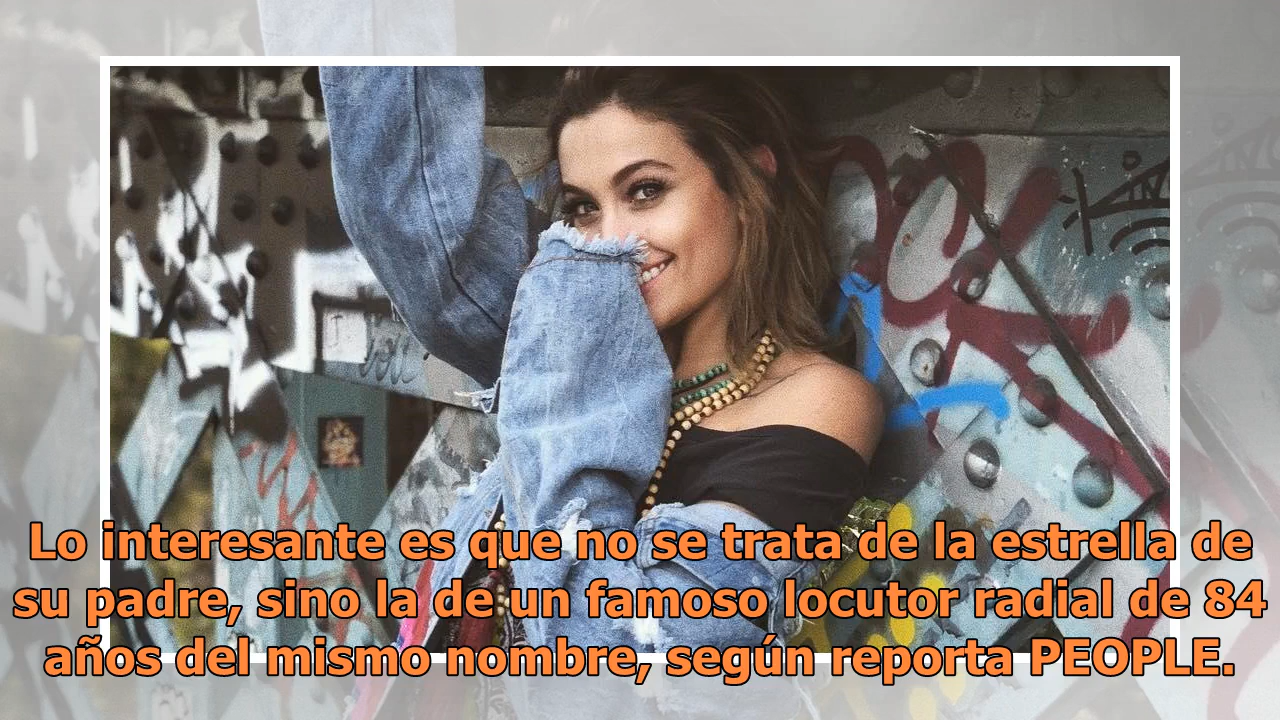 Lo interesante es que no se trata de la estrella de
su padre, sino la de un famoso locutor radial de 84
años del mismo nombre, según reporta PEOPLE.